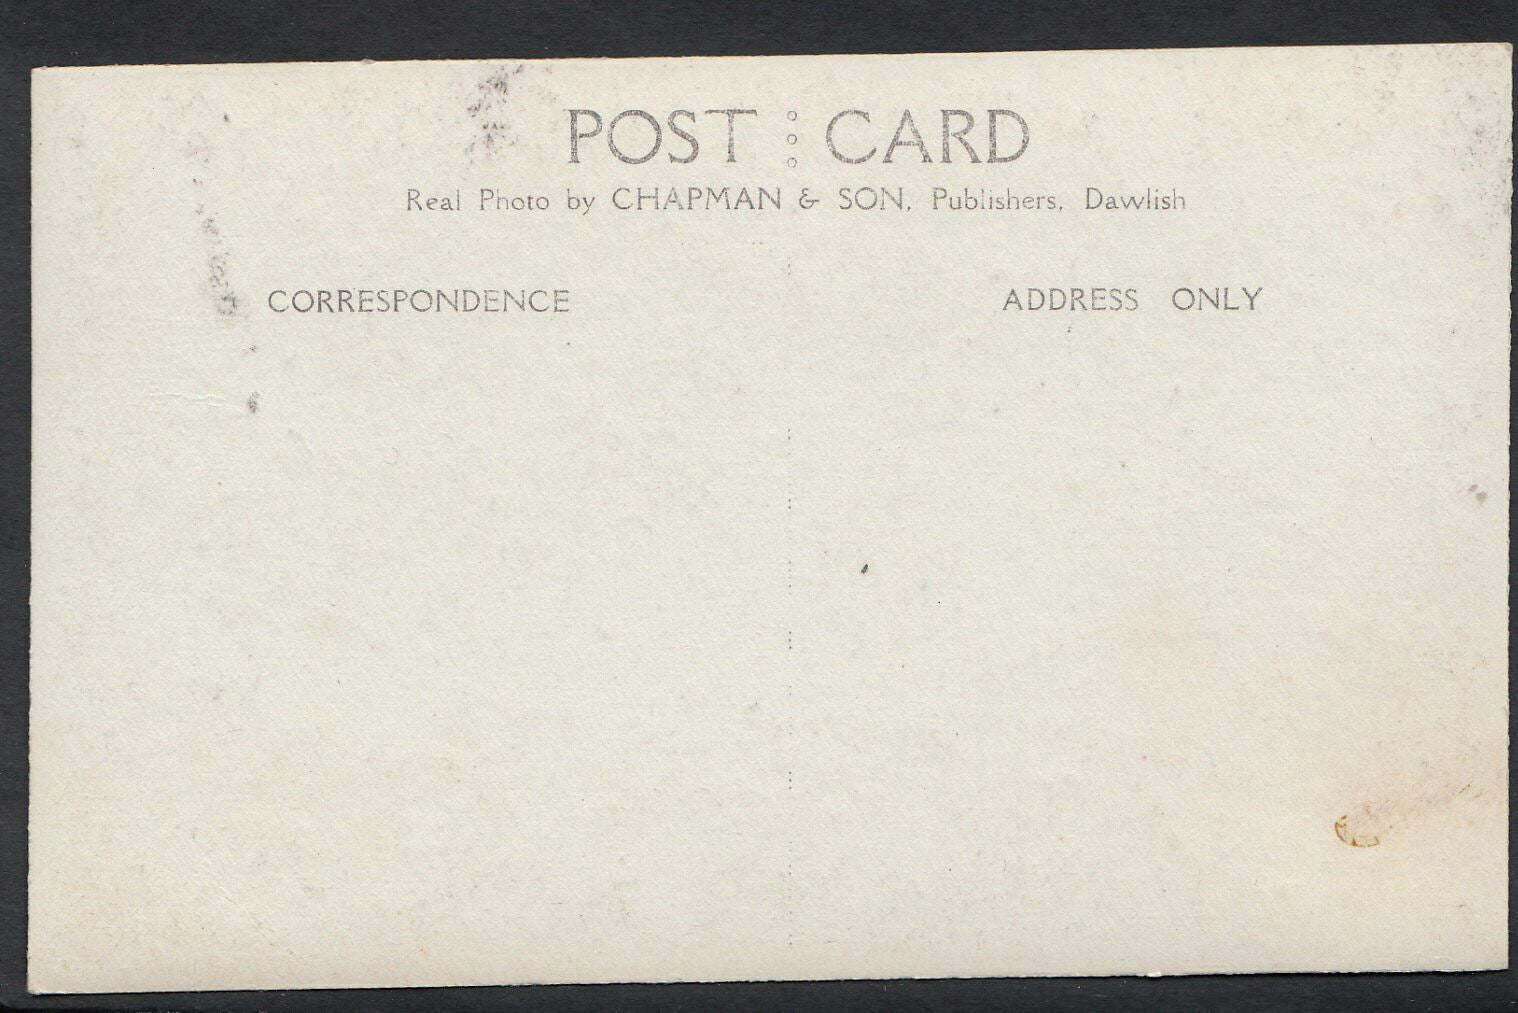 POST CARD
Real Photo by CHAPMAN & SON, Publishers, Dawlish
CORRESPONDENCE
ADDRESS ONLY